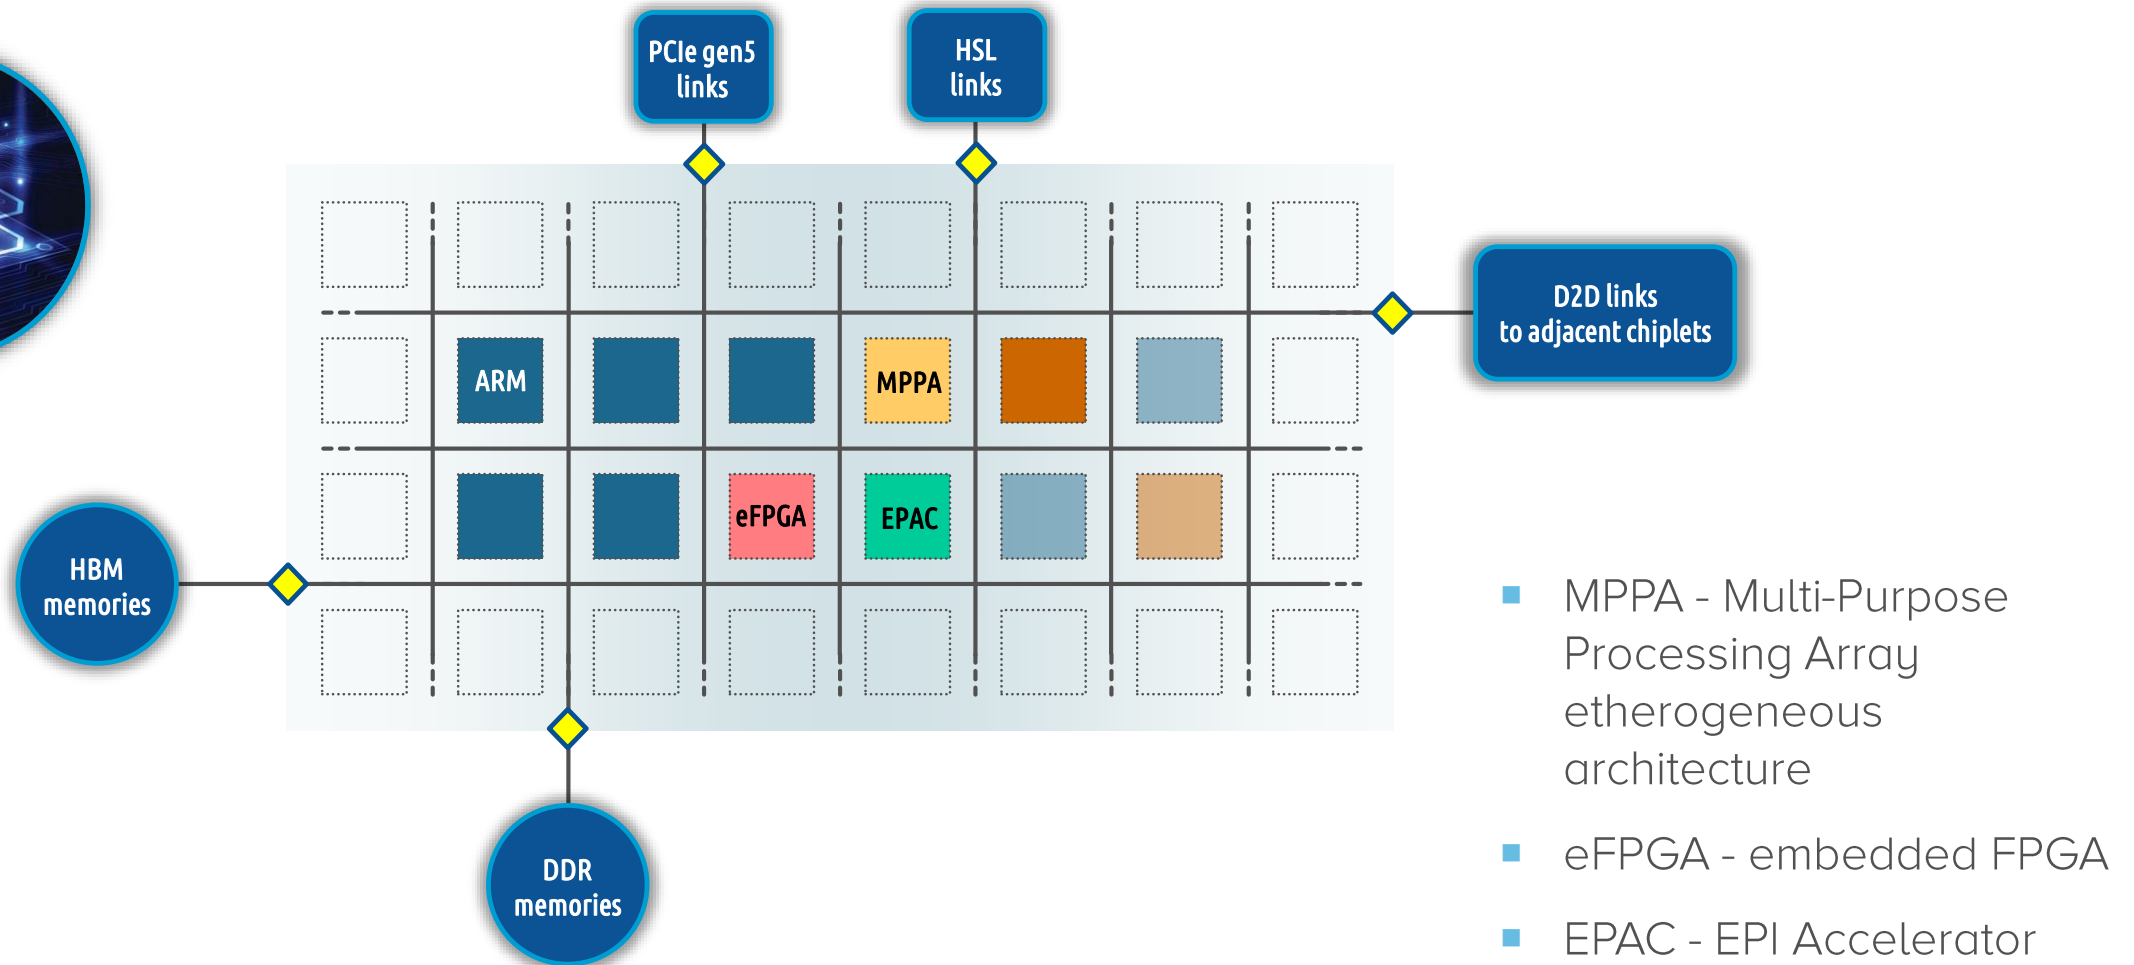 PCIe gen5
links
HSL
links
D2D links
to adjacent chiplets
ARM
MPPA
eFPGA
EPAC
HBM
memories
DDR
memories
MPPA - Multi-Purpose
Processing Array
etherogeneous
architecture
eFPGA - embedded FPGA
EPAC - EPI Accelerator